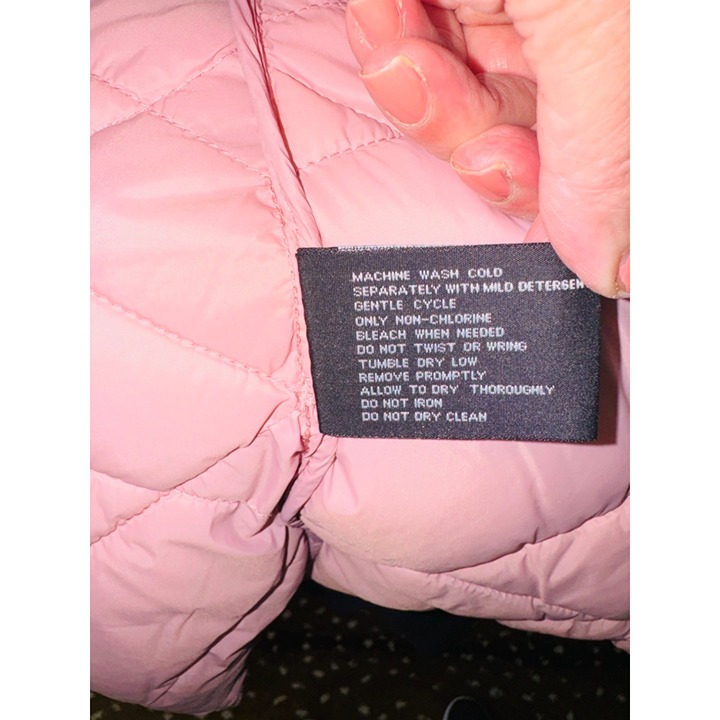 MACHINE WASH COLD
SEPARATELY WITH MILD DETERGEN
GENTLE CYCLE
ONLY NON-CHLORINE
BLEACH WHEN NEEDED
DO NOT TWIST OR WRING
TUMBLE DRY LOW
REMOVE PROMPTLY
ALLOW TO DRY THOROUGHLY
DO NOT IRON
DO NOT DRY CLEAN